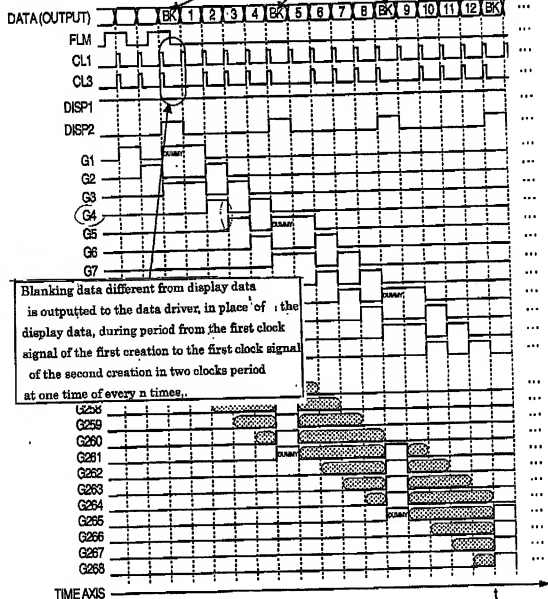 DATA(OUTPUT) BK 1 2 3 4 BK 5 6 7 8 BK 9 10 11 12 BK ...
FLM ...
CL1 ...
CL3 ...
DISP1 ...
DISP2 ...
G1 DUMMY ...
G2 ...
G3 ...
G4 ...
G5 DUMMY ...
G6 ...
G7 ...
Blanking data different from display data
is outputted to the data driver, in place of the
display data, during period from the first clock
signal of the first creation to the first clock signal
of the second creation in two clocks period
at one time of every n times,.
DUMMY ...
G258 ...
G259 ...
G260 ...
G261 DUMMY ...
G262 ...
G263 ...
G264 ...
G265 DUMMY ...
G266 ...
G267 ...
G268 ...
TIME AXIS t